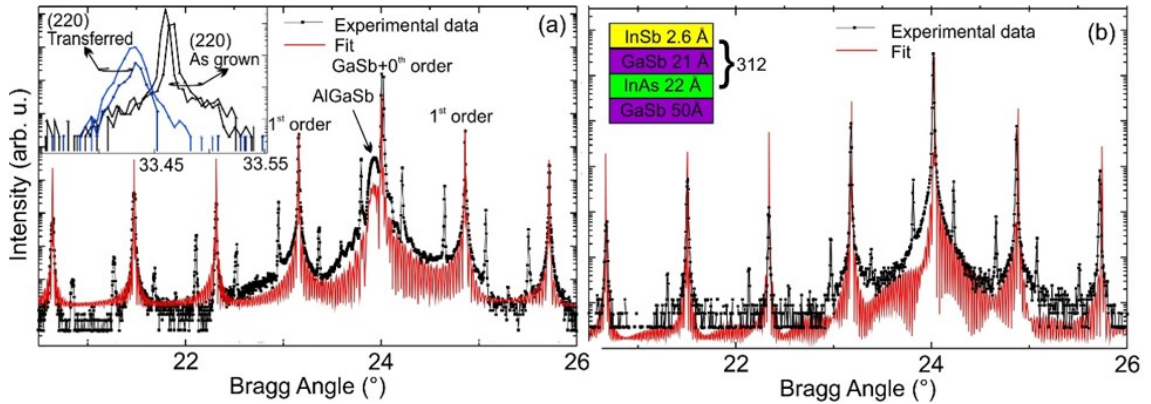 (220)
Transferred
(220)
As grown
33.45
33.55
(a)
Experimental data
Fit
GaSb+0th order
AlGaSb
1st order
1st order
Intensity (arb. u.)
22
24
26
Bragg Angle (°)
InSb 2.6 Å
GaSb 21 Å
InAs 22 Å
GaSb 50Å
312
(b)
Experimental data
Fit
22
24
26
Bragg Angle (°)